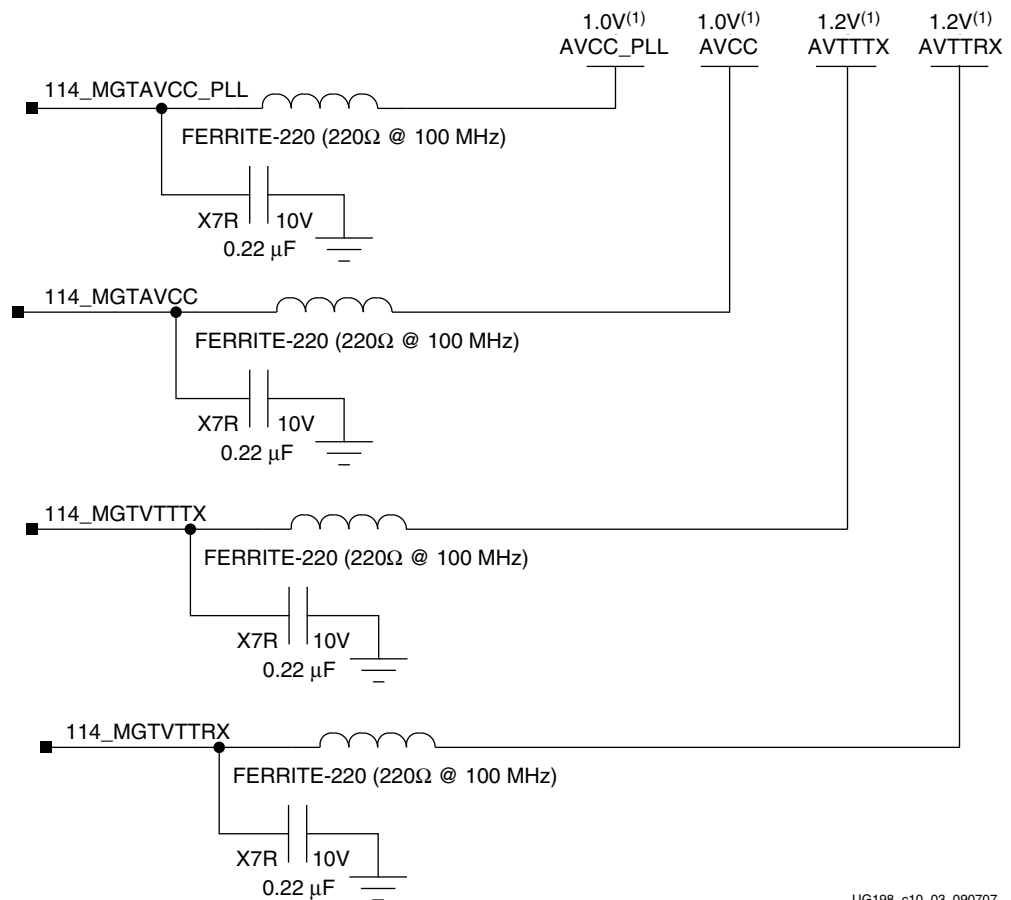 1.0V(1) 1.0V(1) 1.2V(1) 1.2V(1)
AVCC_PLL AVCC AVTTTX AVTTRX
114_MGTAVCC_PLL
FERRITE-220 (220Ω @ 100 MHz)
X7R 10V
0.22 μF
114_MGTAVCC
FERRITE-220 (220Ω @ 100 MHz)
X7R 10V
0.22 μF
114_MGTVTTTX
FERRITE-220 (220Ω @ 100 MHz)
X7R 10V
0.22 μF
114_MGTVTTRX
FERRITE-220 (220Ω @ 100 MHz)
X7R 10V
0.22 μF
UG198_c10_03_090707